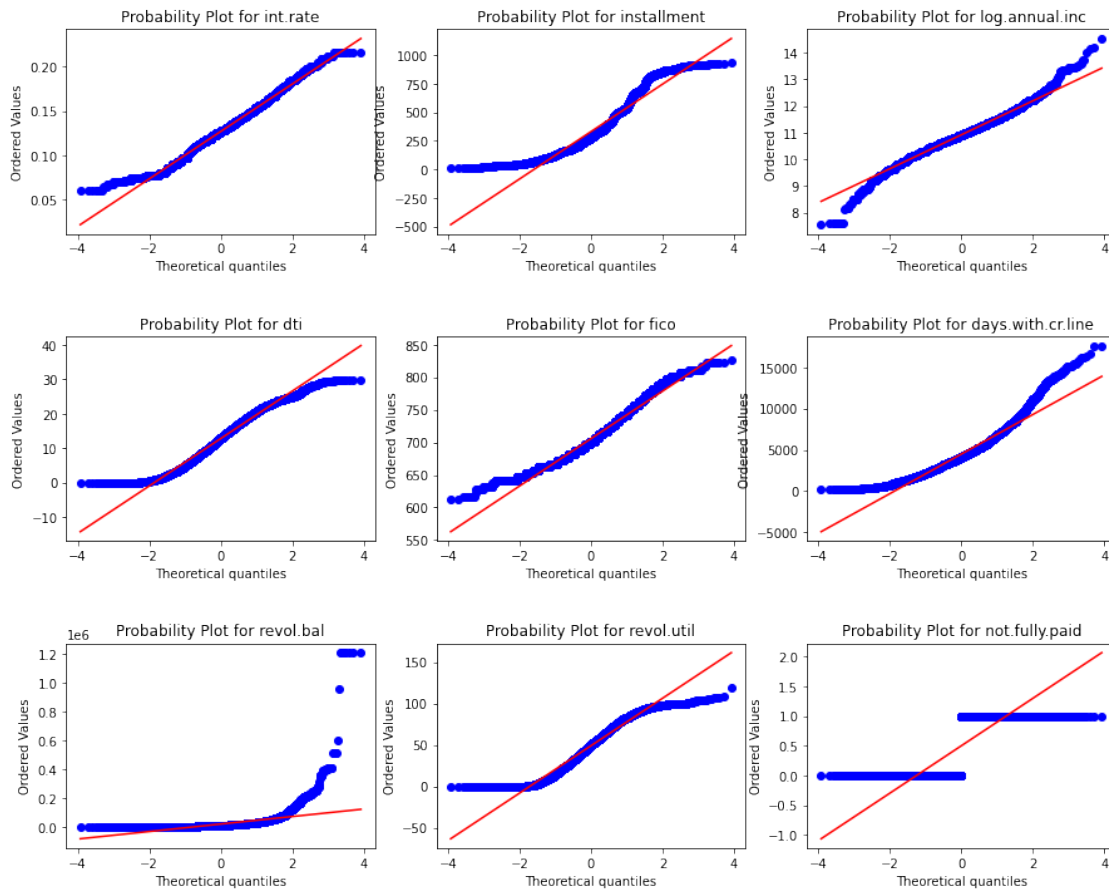 Probability Plot for int.rate
Ordered Values
0.20
0.15
0.10
0.05
−4 −2 0 2 4
Theoretical quantiles
Probability Plot for installment
Ordered Values
1000
750
500
250
0
−250
−500
−4 −2 0 2 4
Theoretical quantiles
Probability Plot for log.annual.inc
Ordered Values
14
13
12
11
10
9
8
−4 −2 0 2 4
Theoretical quantiles
Probability Plot for dti
Ordered Values
40
30
20
10
0
−10
−4 −2 0 2 4
Theoretical quantiles
Probability Plot for fico
Ordered Values
850
800
750
700
650
600
550
−4 −2 0 2 4
Theoretical quantiles
Probability Plot for days.with.cr.line
Ordered Values
15000
10000
5000
0
−5000
−4 −2 0 2 4
Theoretical quantiles
Probability Plot for revol.bal
1e6
Ordered Values
1.2
1.0
0.8
0.6
0.4
0.2
0.0
−4 −2 0 2 4
Theoretical quantiles
Probability Plot for revol.util
Ordered Values
150
100
50
0
−50
−4 −2 0 2 4
Theoretical quantiles
Probability Plot for not.fully.paid
Ordered Values
2.0
1.5
1.0
0.5
0.0
−0.5
−1.0
−4 −2 0 2 4
Theoretical quantiles